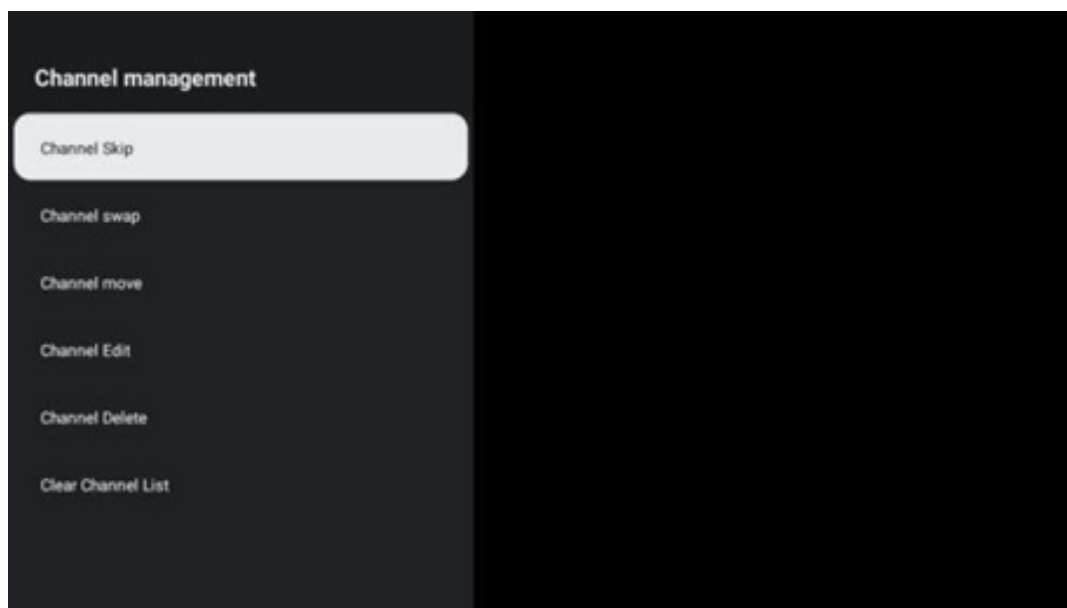 Channel management
Channel Skip
Channel swap
Channel move
Channel Edit
Channel Delete
Clear Channel List